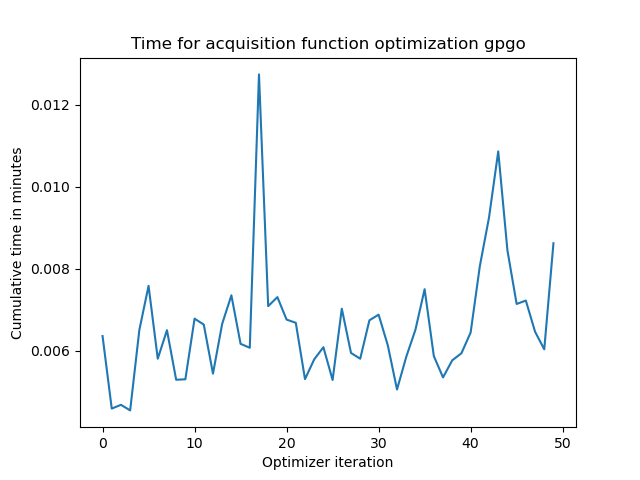 Time for acquisition function optimization gpgo
0.012
0.010
0.008
0.006
Cumulative time in minutes
0 10 20 30 40 50
Optimizer iteration